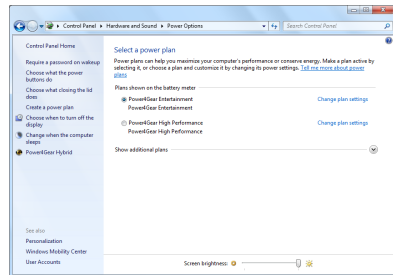 Control Panel ▸ Hardware and Sound ▸ Power Options
Search Control Panel
Control Panel Home
Require a password on wakeup
Choose what the power buttons do
Choose what closing the lid does
Create a power plan
Choose when to turn off the display
Change when the computer sleeps
Power4Gear Hybrid
See also
Personalization
Windows Mobility Center
User Accounts
Select a power plan
Power plans can help you maximize your computer's performance or conserve energy. Make a plan active by
selecting it, or choose a plan and customize it by changing its power settings. Tell me more about power
plans
Plans shown on the battery meter
Power4Gear Entertainment
Change plan settings
Power4Gear Entertainment
Power4Gear High Performance
Change plan settings
Power4Gear High Performance
Show additional plans
Screen brightness: